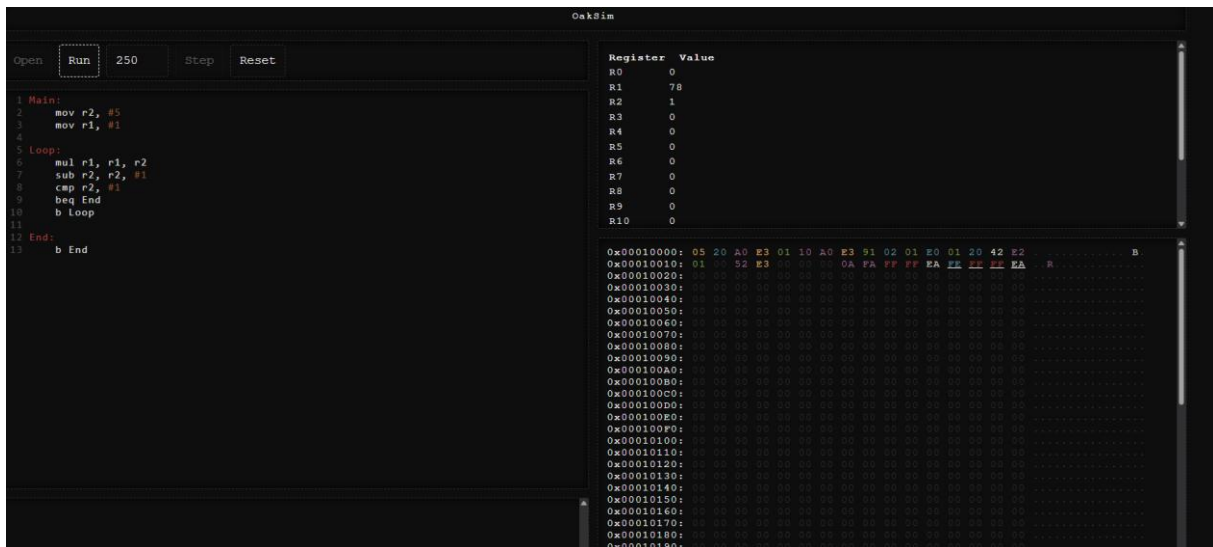 OakSim
Open Run 250 Step Reset
1 Main:
2 mov r2, #5
3 mov r1, #1
4
5 Loop:
6 mul r1, r1, r2
7 sub r2, r2, #1
8 cmp r2, #1
9 beq End
10 b Loop
11
12 End:
13 b End
Register Value
R0 0
R1 78
R2 1
R3 0
R4 0
R5 0
R6 0
R7 0
R8 0
R9 0
R10 0
0x00010000: 05 20 A0 E3 01 10 A0 E3 91 02 01 E0 01 20 42 E2 . . . . . . . . . . . . . . B .
0x00010010: 01 00 52 E3 00 00 00 0A FA FF FF EA FE FF FF EA . . R . . . . . . . . . . . . .
0x00010020: 00 00 00 00 00 00 00 00 00 00 00 00 00 00 00 00 . . . . . . . . . . . . . . . .
0x00010030: 00 00 00 00 00 00 00 00 00 00 00 00 00 00 00 00 . . . . . . . . . . . . . . . .
0x00010040: 00 00 00 00 00 00 00 00 00 00 00 00 00 00 00 00 . . . . . . . . . . . . . . . .
0x00010050: 00 00 00 00 00 00 00 00 00 00 00 00 00 00 00 00 . . . . . . . . . . . . . . . .
0x00010060: 00 00 00 00 00 00 00 00 00 00 00 00 00 00 00 00 . . . . . . . . . . . . . . . .
0x00010070: 00 00 00 00 00 00 00 00 00 00 00 00 00 00 00 00 . . . . . . . . . . . . . . . .
0x00010080: 00 00 00 00 00 00 00 00 00 00 00 00 00 00 00 00 . . . . . . . . . . . . . . . .
0x00010090: 00 00 00 00 00 00 00 00 00 00 00 00 00 00 00 00 . . . . . . . . . . . . . . . .
0x000100A0: 00 00 00 00 00 00 00 00 00 00 00 00 00 00 00 00 . . . . . . . . . . . . . . . .
0x000100B0: 00 00 00 00 00 00 00 00 00 00 00 00 00 00 00 00 . . . . . . . . . . . . . . . .
0x000100C0: 00 00 00 00 00 00 00 00 00 00 00 00 00 00 00 00 . . . . . . . . . . . . . . . .
0x000100D0: 00 00 00 00 00 00 00 00 00 00 00 00 00 00 00 00 . . . . . . . . . . . . . . . .
0x000100E0: 00 00 00 00 00 00 00 00 00 00 00 00 00 00 00 00 . . . . . . . . . . . . . . . .
0x000100F0: 00 00 00 00 00 00 00 00 00 00 00 00 00 00 00 00 . . . . . . . . . . . . . . . .
0x00010100: 00 00 00 00 00 00 00 00 00 00 00 00 00 00 00 00 . . . . . . . . . . . . . . . .
0x00010110: 00 00 00 00 00 00 00 00 00 00 00 00 00 00 00 00 . . . . . . . . . . . . . . . .
0x00010120: 00 00 00 00 00 00 00 00 00 00 00 00 00 00 00 00 . . . . . . . . . . . . . . . .
0x00010130: 00 00 00 00 00 00 00 00 00 00 00 00 00 00 00 00 . . . . . . . . . . . . . . . .
0x00010140: 00 00 00 00 00 00 00 00 00 00 00 00 00 00 00 00 . . . . . . . . . . . . . . . .
0x00010150: 00 00 00 00 00 00 00 00 00 00 00 00 00 00 00 00 . . . . . . . . . . . . . . . .
0x00010160: 00 00 00 00 00 00 00 00 00 00 00 00 00 00 00 00 . . . . . . . . . . . . . . . .
0x00010170: 00 00 00 00 00 00 00 00 00 00 00 00 00 00 00 00 . . . . . . . . . . . . . . . .
0x00010180: 00 00 00 00 00 00 00 00 00 00 00 00 00 00 00 00 . . . . . . . . . . . . . . . .
0x00010190: